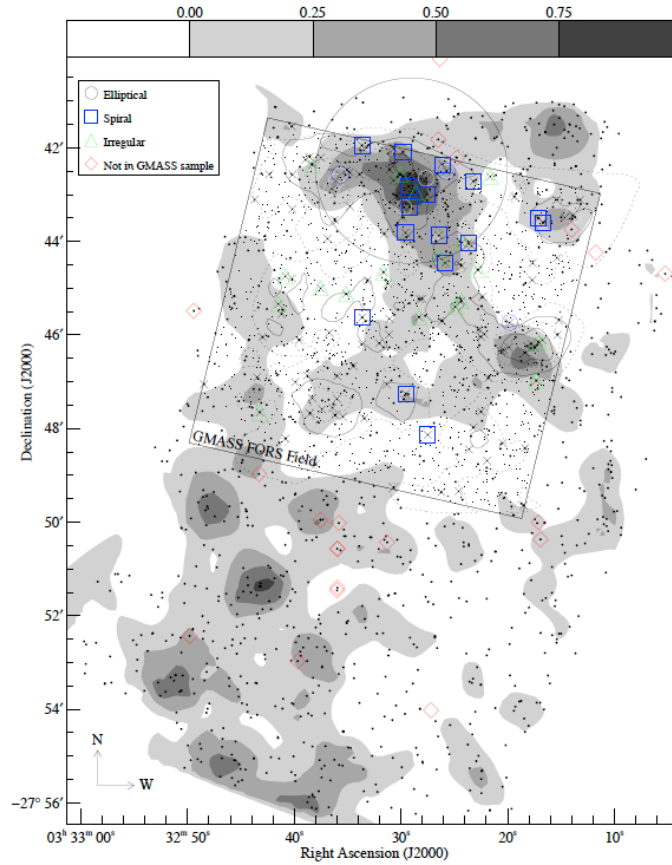 0.00 0.25 0.50 0.75
Elliptical
Spiral
Irregular
Not in GMASS sample
42′
44′
46′
48′
50′
52′
54′
−27° 56′
Declination (J2000)
GMASS FORS Field
N
W
03ʰ 33ᵐ 00ˢ 32ᵐ 50ˢ 40ˢ 30ˢ 20ˢ 10ˢ
Right Ascension (J2000)